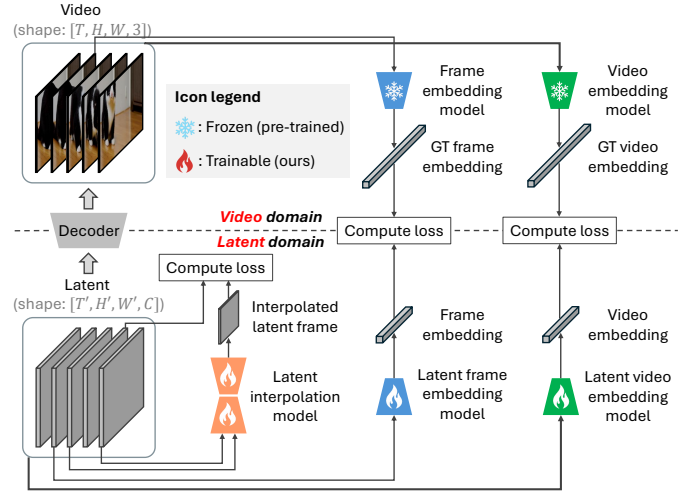 Video
(shape: [T, H, W, 3])
Icon legend
: Frozen (pre-trained)
: Trainable (ours)
Frame
embedding
model
Video
embedding
model
GT frame
embedding
GT video
embedding
Video domain
Latent domain
Decoder
Compute loss
Compute loss
Latent
(shape: [T′, H′, W′, C])
Compute loss
Interpolated
latent frame
Frame
embedding
Video
embedding
Latent
interpolation
model
Latent frame
embedding
model
Latent video
embedding
model